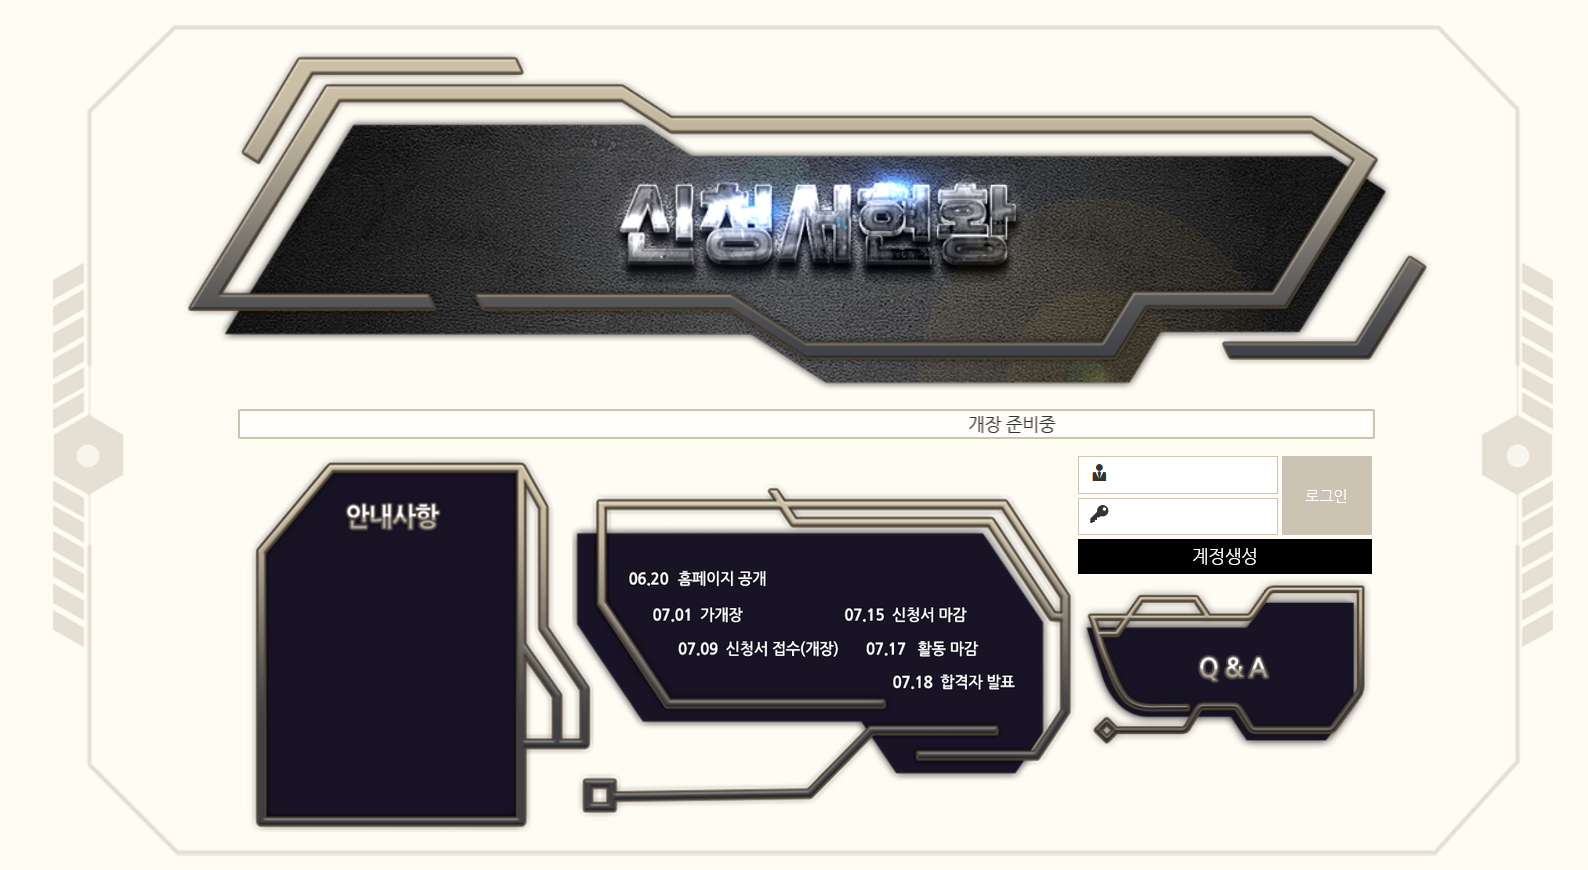 신청서현황
개장 준비중
로그인
계정생성
안내사항
06.20 홈페이지 공개
07.01 가개장
07.15 신청서 마감
07.09 신청서 접수(개장)
07.17 활동 마감
07.18 합격자 발표
Q & A